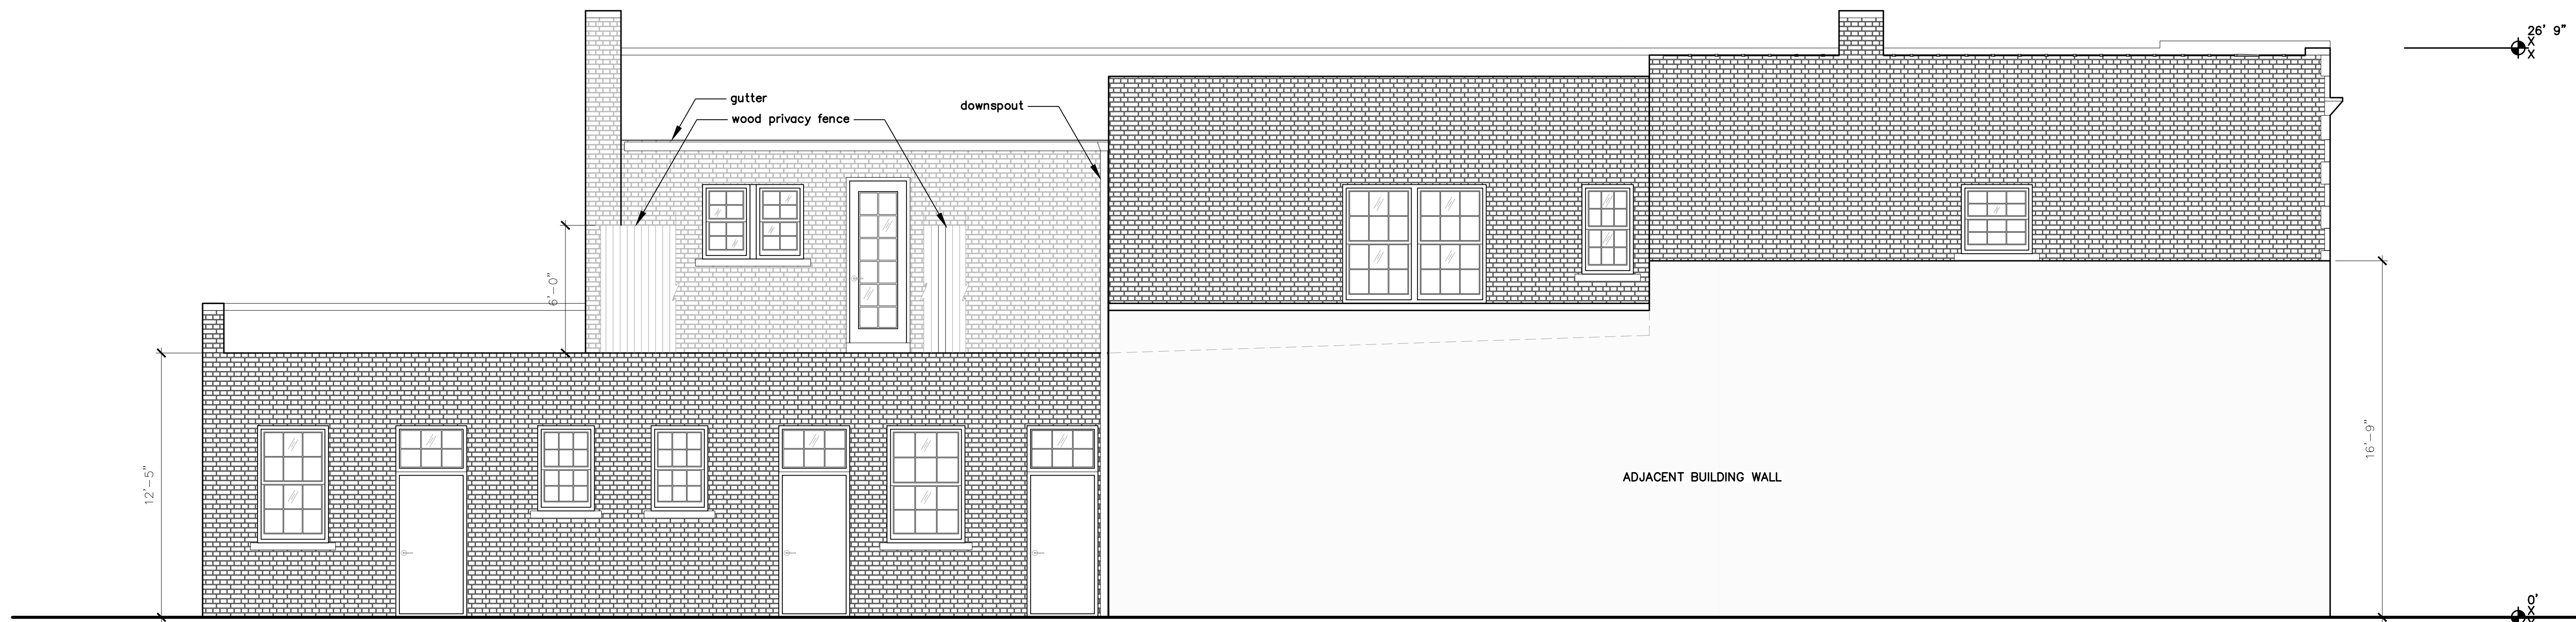 26' 9"
X
X
gutter
wood privacy fence
downspout
6'-0"
12'-5"
16'-9"
ADJACENT BUILDING WALL
0'
X
X